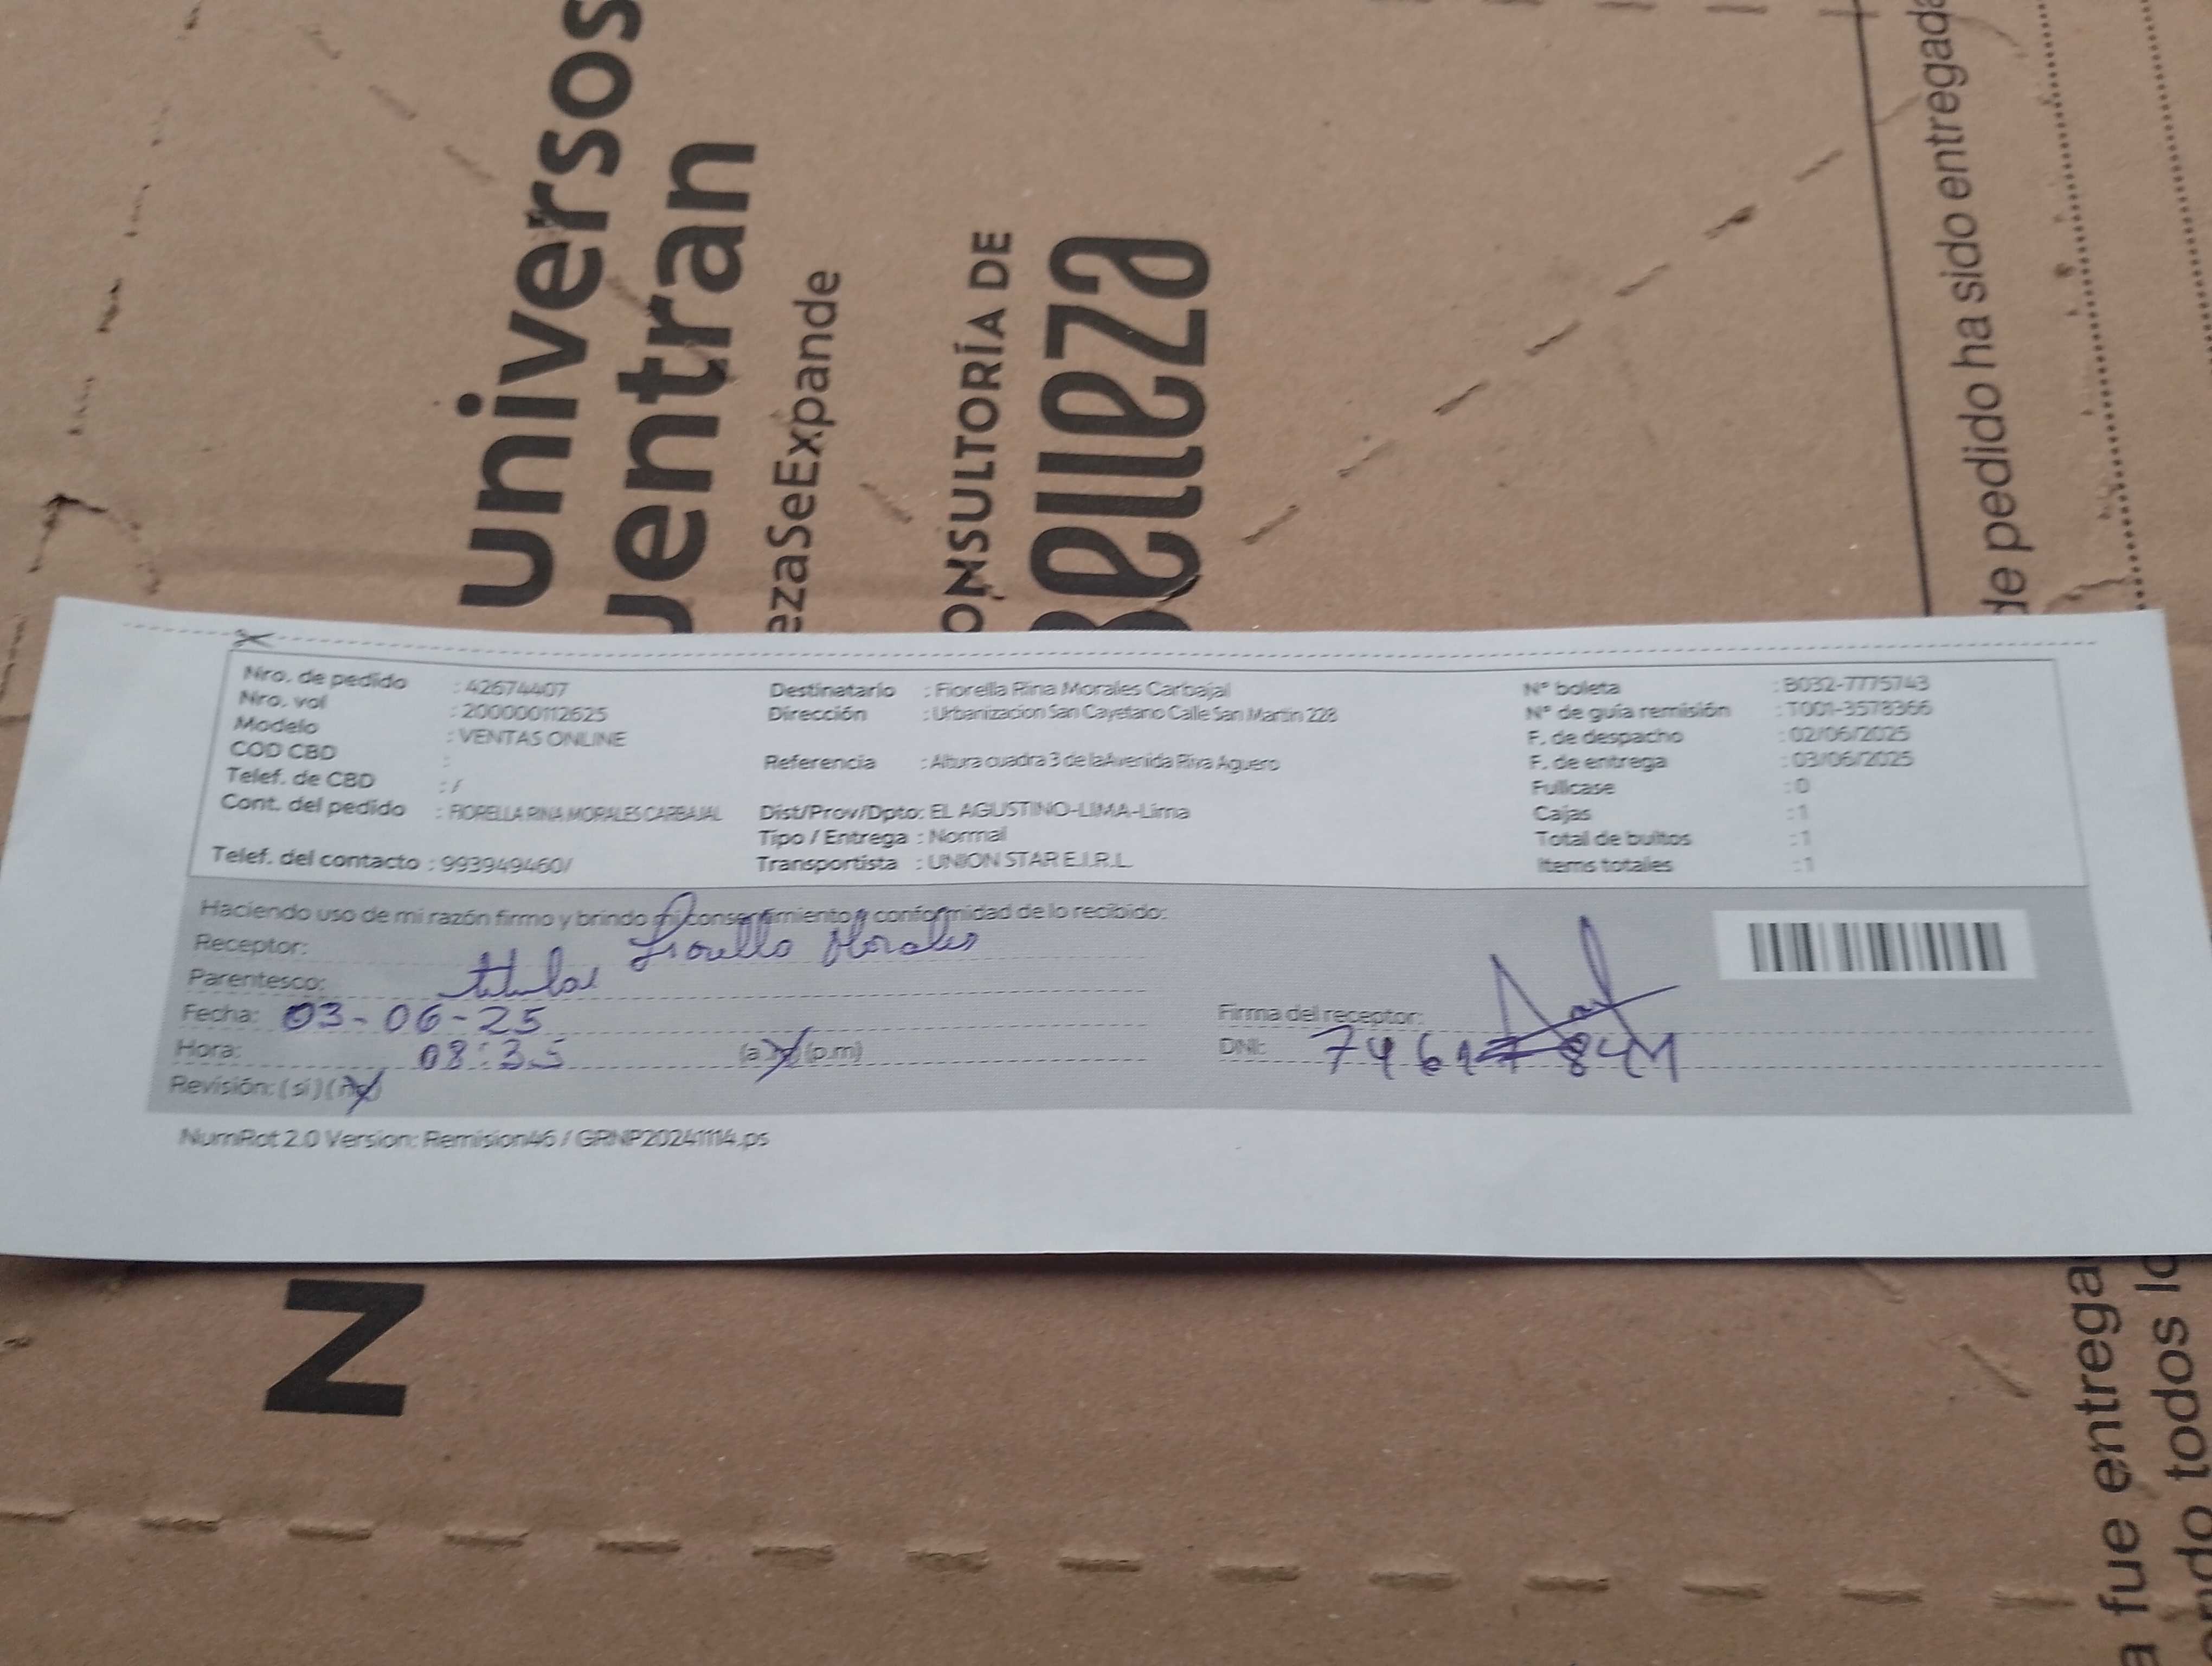 universos
uentran
ezaSeExpande
ONSULTORÍA DE
Belleza
de pedido ha sido entregada
Nro. de pedido : 42674407
Nro. vol : 200000112625
Modelo : VENTAS ONLINE
COD CBD :
Telef. de CBD : /
Cont. del pedido : FIORELLA RINA MORALES CARBAJAL
Telef. del contacto : 993949460/
Destinatario : Fiorella Rina Morales Carbajal
Dirección : Urbanizacion San Cayetano Calle San Martin 228
Referencia : Altura cuadra 3 de laAvenida Riva Aguero
Dist/Prov/Dpto: EL AGUSTINO-LIMA-Lima
Tipo / Entrega : Normal
Transportista : UNION STAR E.I.R.L.
N° boleta : B032-7775743
N° de guía remisión : T001-3578366
F. de despacho : 02/06/2025
F. de entrega : 03/06/2025
Fullcase : 0
Cajas : 1
Total de bultos : 1
Items totales : 1
Haciendo uso de mi razón firmo y brindo mi consentimiento y conformidad de lo recibido:
Receptor: Fiorella Morales
Parentesco: titular
Fecha: 03-06-25
Hora: 08:35 (a.m) (p.m)
Revisión: (si) (no)
Firma del receptor:
DNI:
NumRot 2.0 Version: Remision46 / GRNP20241114.ps
N
a fue entrega
endo todos lo